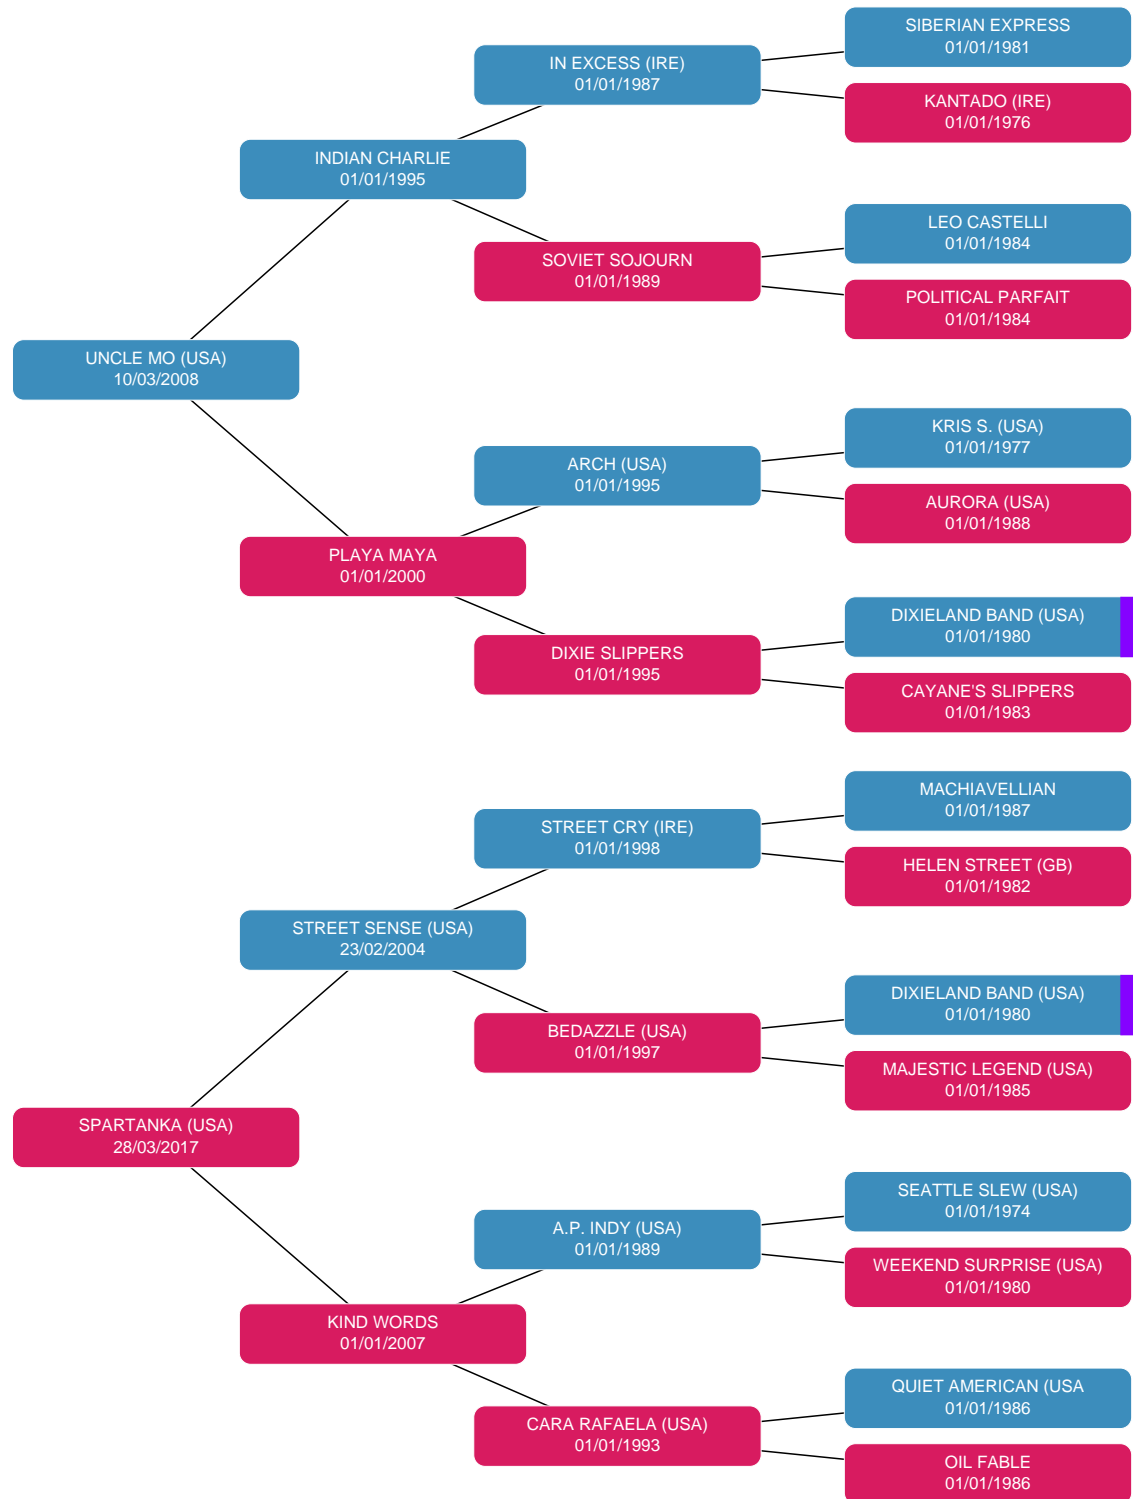 SIBERIAN EXPRESS
01/01/1981
IN EXCESS (IRE)
01/01/1987
KANTADO (IRE)
01/01/1976
INDIAN CHARLIE
01/01/1995
LEO CASTELLI
01/01/1984
SOVIET SOJOURN
01/01/1989
POLITICAL PARFAIT
01/01/1984
UNCLE MO (USA)
10/03/2008
KRIS S. (USA)
01/01/1977
ARCH (USA)
01/01/1995
AURORA (USA)
01/01/1988
PLAYA MAYA
01/01/2000
DIXIELAND BAND (USA)
01/01/1980
DIXIE SLIPPERS
01/01/1995
CAYANE'S SLIPPERS
01/01/1983
MACHIAVELLIAN
01/01/1987
STREET CRY (IRE)
01/01/1998
HELEN STREET (GB)
01/01/1982
STREET SENSE (USA)
23/02/2004
DIXIELAND BAND (USA)
01/01/1980
BEDAZZLE (USA)
01/01/1997
MAJESTIC LEGEND (USA)
01/01/1985
SPARTANKA (USA)
28/03/2017
SEATTLE SLEW (USA)
01/01/1974
A.P. INDY (USA)
01/01/1989
WEEKEND SURPRISE (USA)
01/01/1980
KIND WORDS
01/01/2007
QUIET AMERICAN (USA
01/01/1986
CARA RAFAELA (USA)
01/01/1993
OIL FABLE
01/01/1986